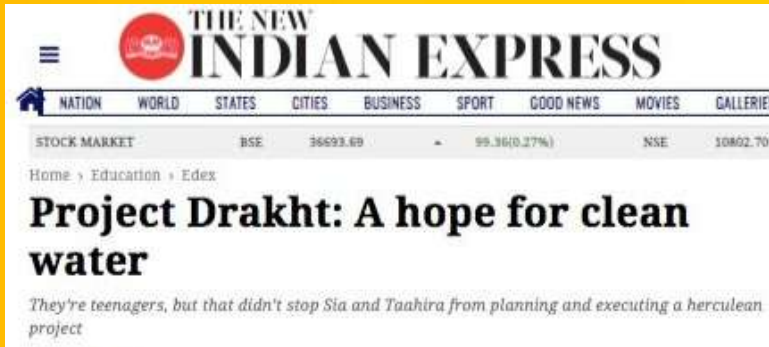 THE NEW
INDIAN EXPRESS
NATION WORLD STATES CITIES BUSINESS SPORT GOOD NEWS MOVIES GALLERIE
STOCK MARKET BSE 36693.69 99.36(0.27%) NSE 10802.70
Home › Education › Edex
Project Drakht: A hope for clean
water
They're teenagers, but that didn't stop Sia and Taahira from planning and executing a herculean
project